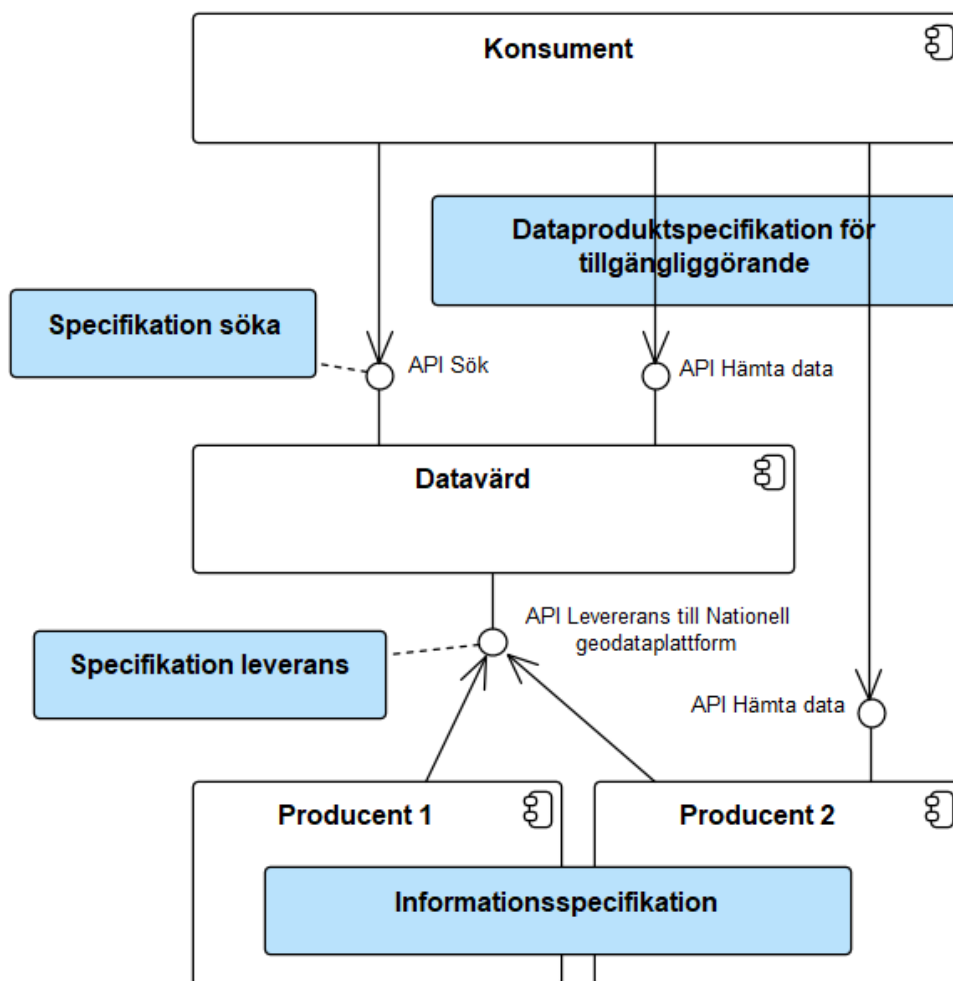 Konsument
Dataproduktspecifikation för
tillgängliggörande
Specifikation söka
API Sök
API Hämta data
Datavärd
API Levererans till Nationell
geodataplattform
Specifikation leverans
API Hämta data
Producent 1
Producent 2
Informationsspecifikation